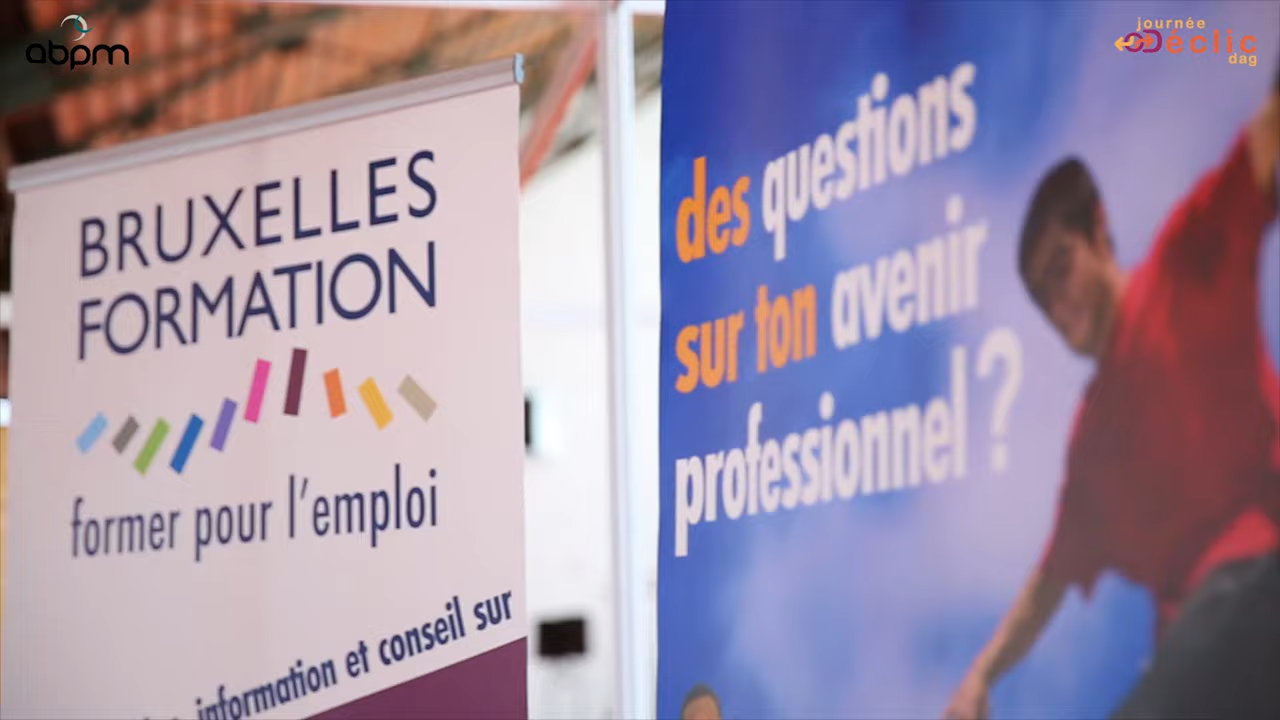 abpm
journée
Déclic
dag
BRUXELLES
FORMATION
former pour l'emploi
information et conseil sur
des questions
sur ton avenir
professionnel ?